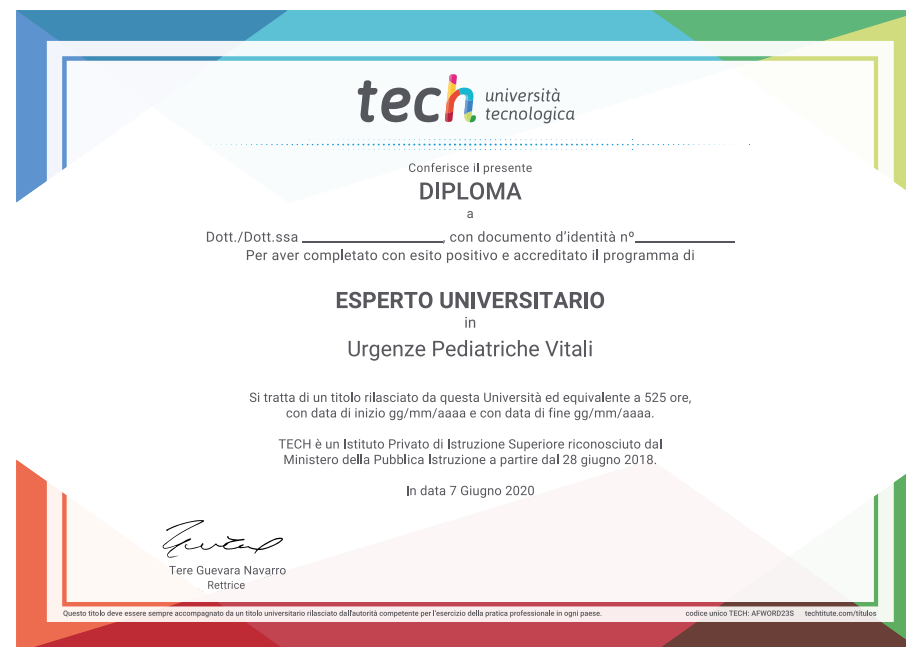 tech università
tecnologica
Conferisce il presente
DIPLOMA
a
Dott./Dott.ssa ____________________, con documento d'identità nº______________
Per aver completato con esito positivo e accreditato il programma di
ESPERTO UNIVERSITARIO
in
Urgenze Pediatriche Vitali
Si tratta di un titolo rilasciato da questa Università ed equivalente a 525 ore,
con data di inizio gg/mm/aaaa e con data di fine gg/mm/aaaa.
TECH è un Istituto Privato di Istruzione Superiore riconosciuto dal
Ministero della Pubblica Istruzione a partire dal 28 giugno 2018.
In data 7 Giugno 2020
Tere Guevara Navarro
Rettrice
Questo titolo deve essere sempre accompagnato da un titolo universitario rilasciato dall'autorità competente per l'esercizio della pratica professionale in ogni paese. codice unico TECH: AFWORD23S techtitute.com/titulos